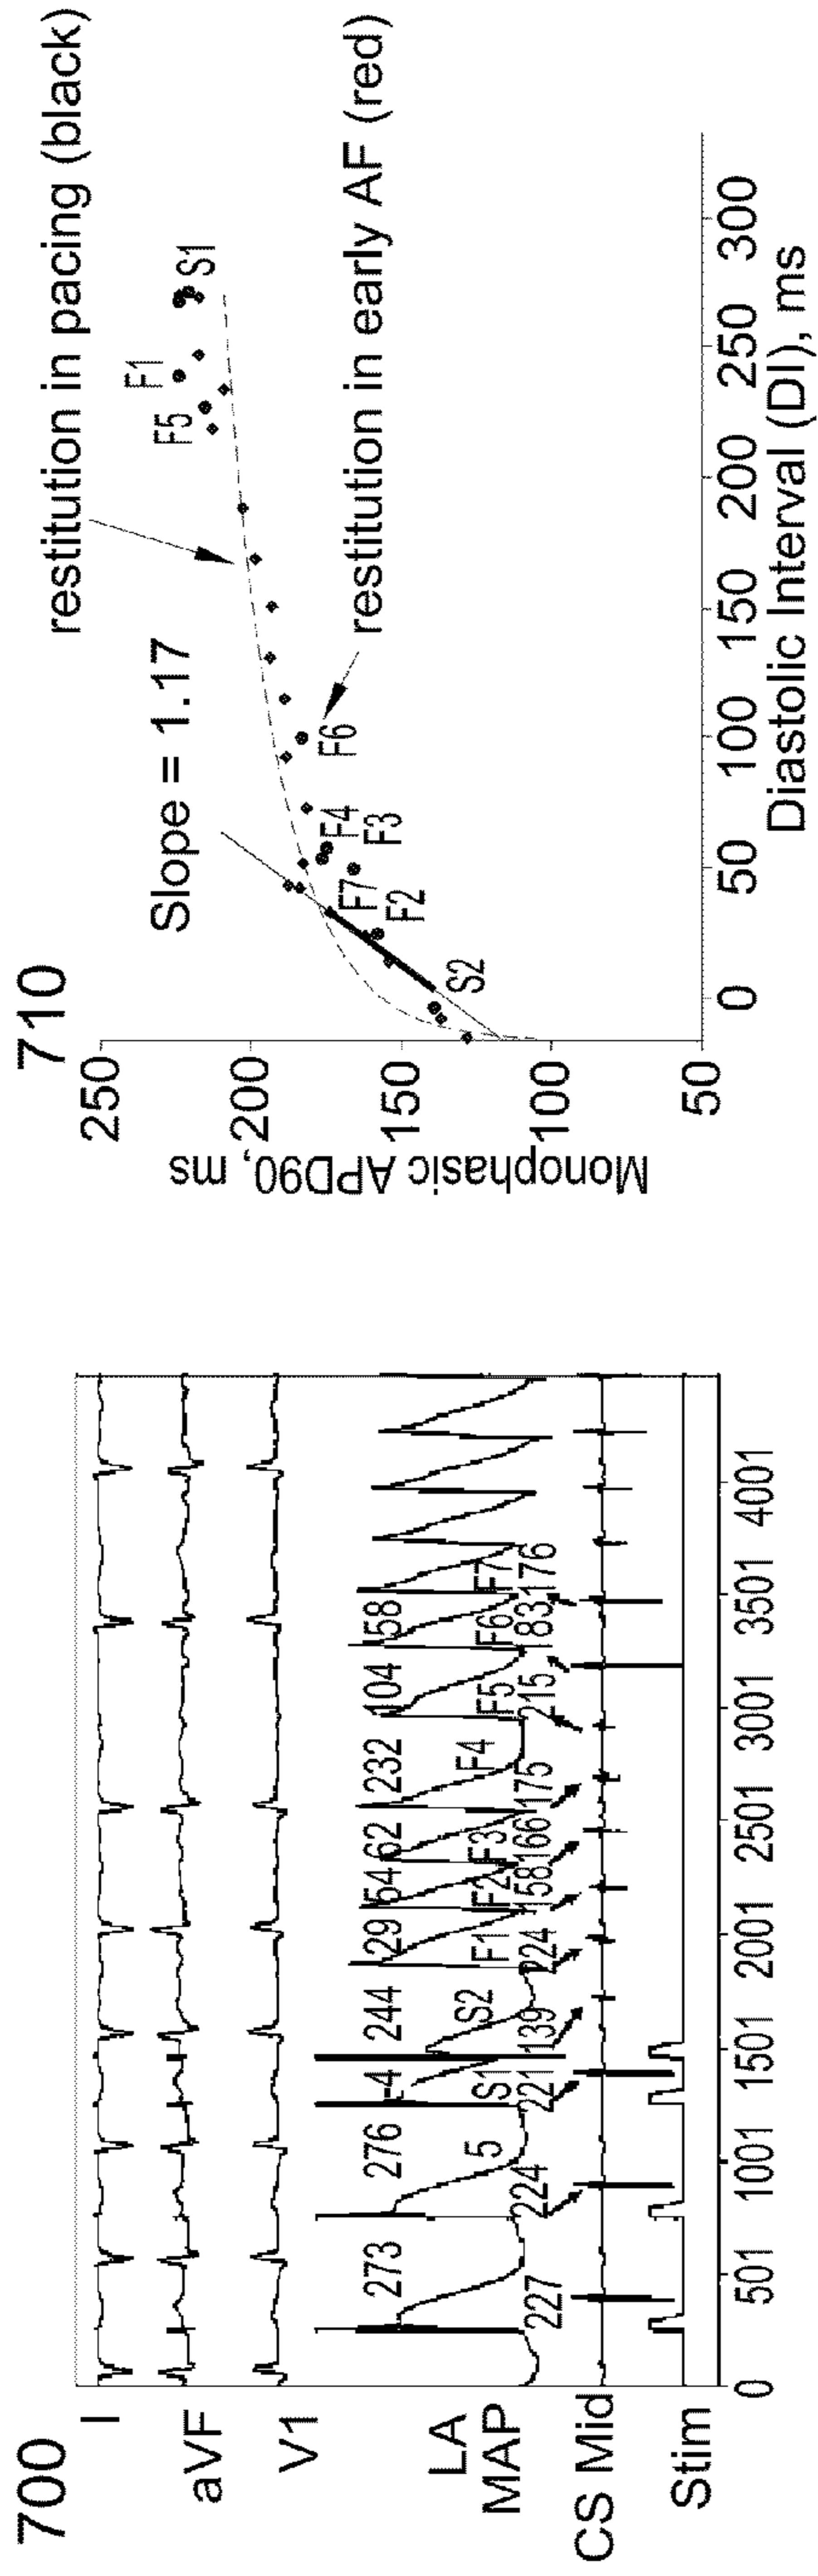 700
I
aVF
V1
LA
MAP
CS Mid
Stim
273 276 -4 244 29 54 62 232 104 58
5 S1 S2 F1 F2 F3 F4 F5 F6 F7
227 224 221 139 224 158 166 175 215 183 176
0 501 1001 1501 2001 2501 3001 3501 4001
710
restitution in pacing (black)
Slope = 1.17
F5 F1
S1
restitution in early AF (red)
F6
F4
F3
F7
F2
S2
250
200
150
100
50
Monophasic APD90, ms
0 50 100 150 200 250 300
Diastolic Interval (DI), ms